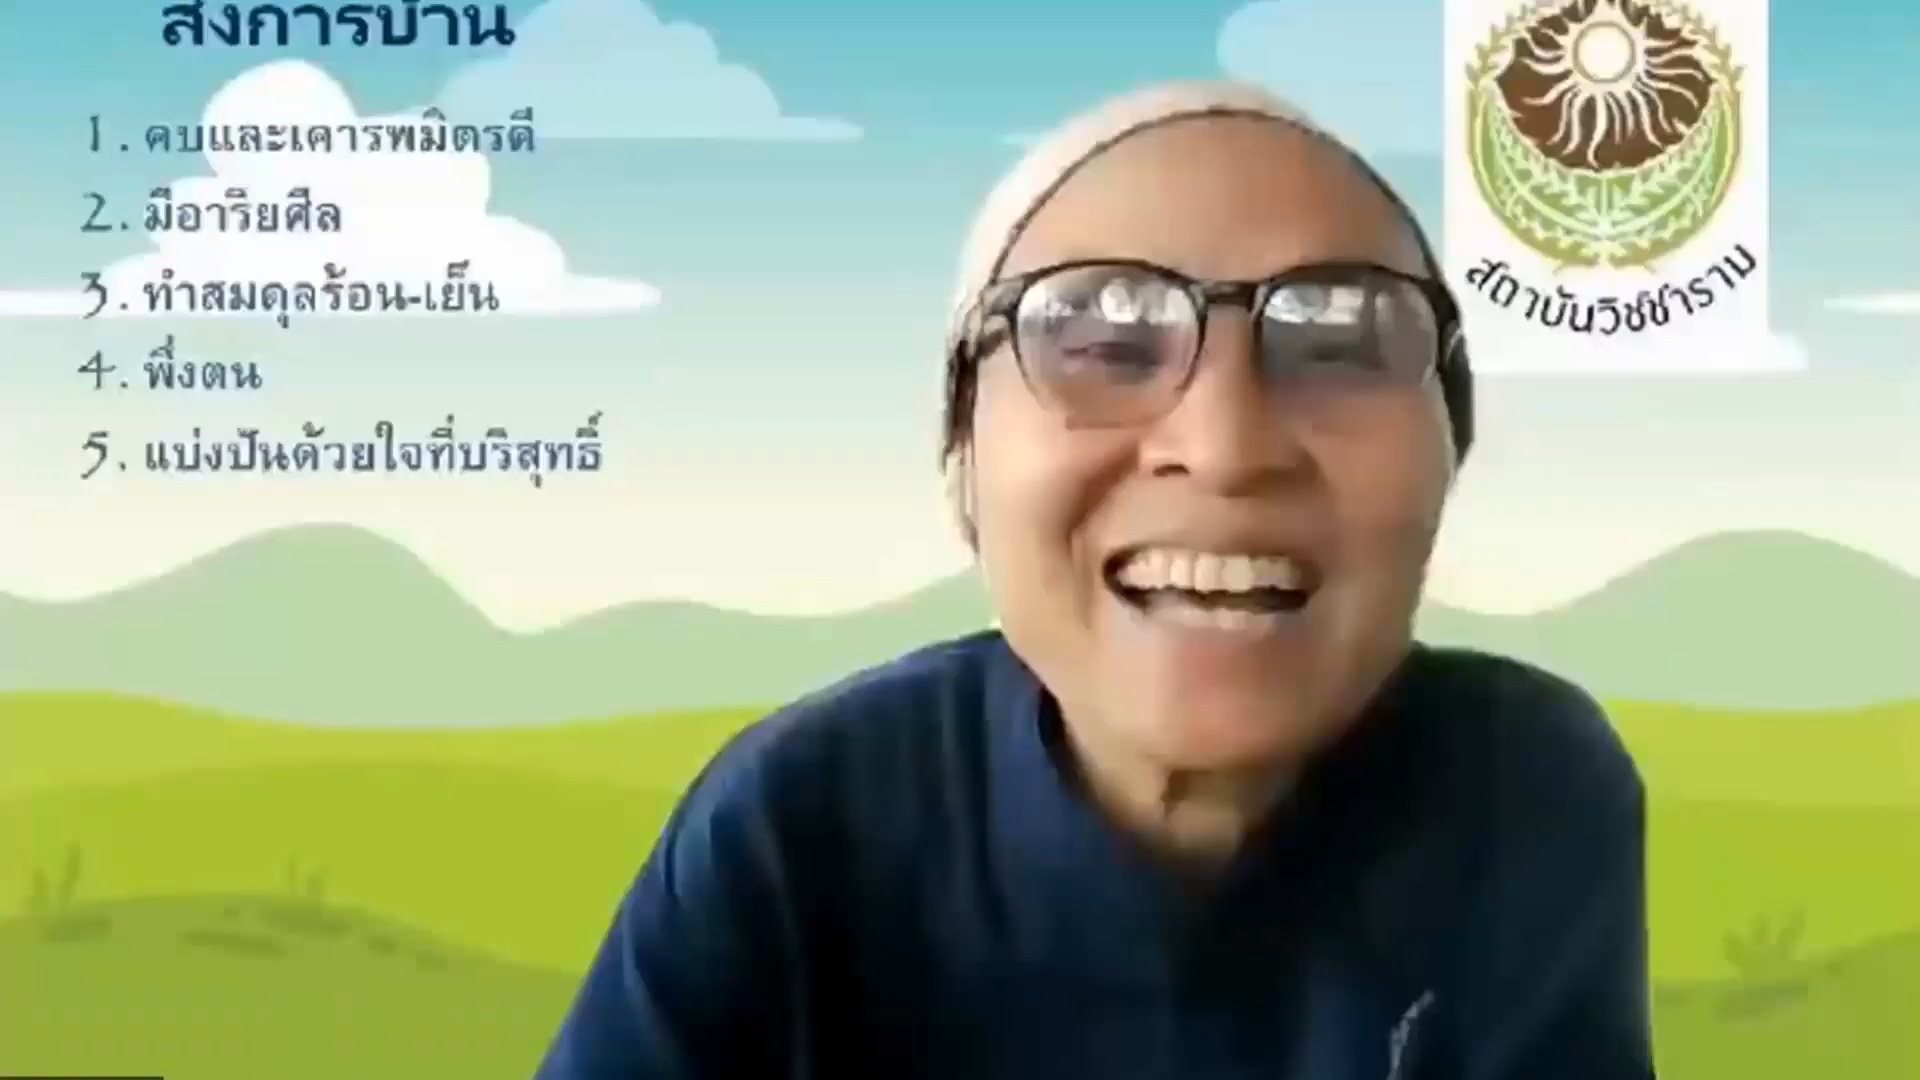 ส่งการบ้าน
1. คบและเคารพมิตรดี
2. มีอาริยศีล
3. ทำสมดุลร้อน-เย็น
4. พึ่งตน
5. แบ่งปันด้วยใจที่บริสุทธิ์
สถาบันวิชชาราม